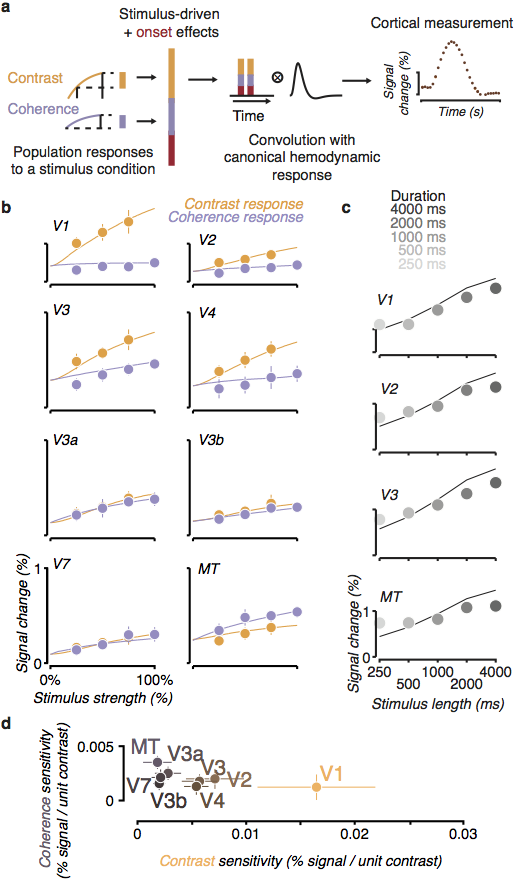 a
Stimulus-driven
+ onset effects
Cortical measurement
Contrast
Coherence
Time
Signal
change (%)
Time (s)
Population responses
to a stimulus condition
Convolution with
canonical hemodynamic
response
b
Contrast response
Coherence response
V1
V2
V3
V4
V3a
V3b
V7
MT
Signal change (%)
1
0
0%
100%
Stimulus strength (%)
c
Duration
4000 ms
2000 ms
1000 ms
500 ms
250 ms
V1
V2
V3
MT
Signal change (%)
1
0
250
500
1000
2000
4000
Stimulus length (ms)
d
Coherence sensitivity
(% signal / unit contrast)
0.005
0
MT
V3a
V3
V1
V2
V7
V3b
V4
0
0.01
0.02
0.03
Contrast sensitivity (% signal / unit contrast)